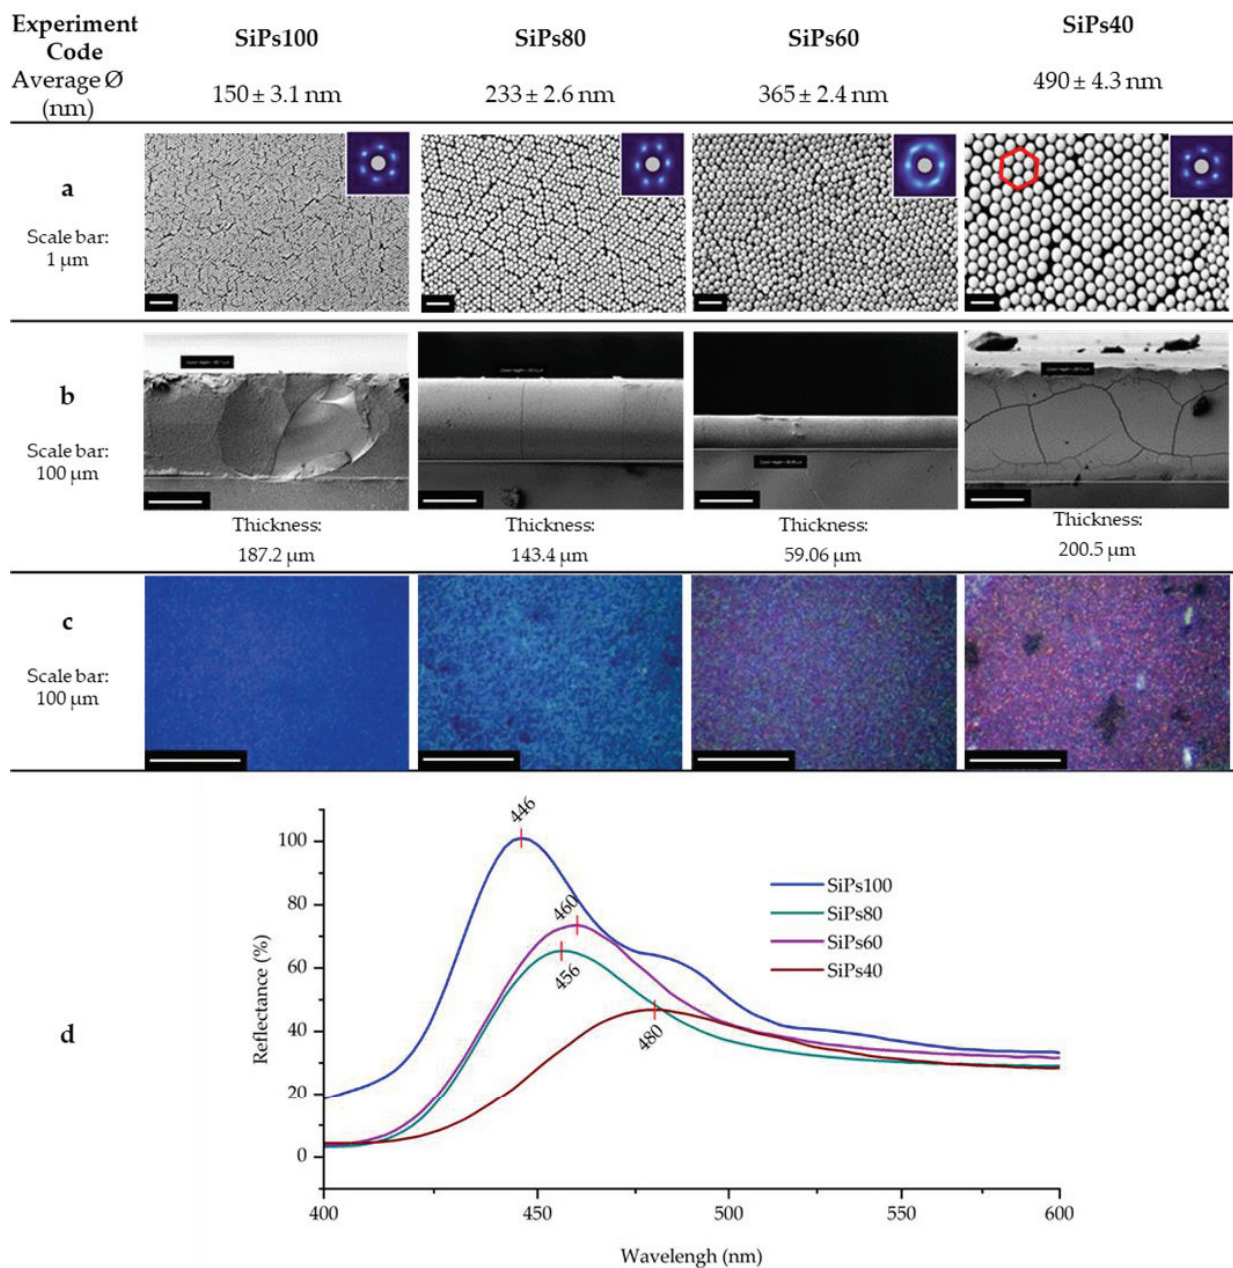 Experiment
Code
Average Ø
(nm)
SiPs100
150 ± 3.1 nm
SiPs80
233 ± 2.6 nm
SiPs60
365 ± 2.4 nm
SiPs40
490 ± 4.3 nm
a
Scale bar:
1 μm
b
Scale bar:
100 μm
Thickness:
187.2 μm
Thickness:
143.4 μm
Thickness:
59.06 μm
Thickness:
200.5 μm
c
Scale bar:
100 μm
d
446
460
456
480
SiPs100
SiPs80
SiPs60
SiPs40
Reflectance (%)
100
80
60
40
20
0
400
450
500
550
600
Wavelengh (nm)